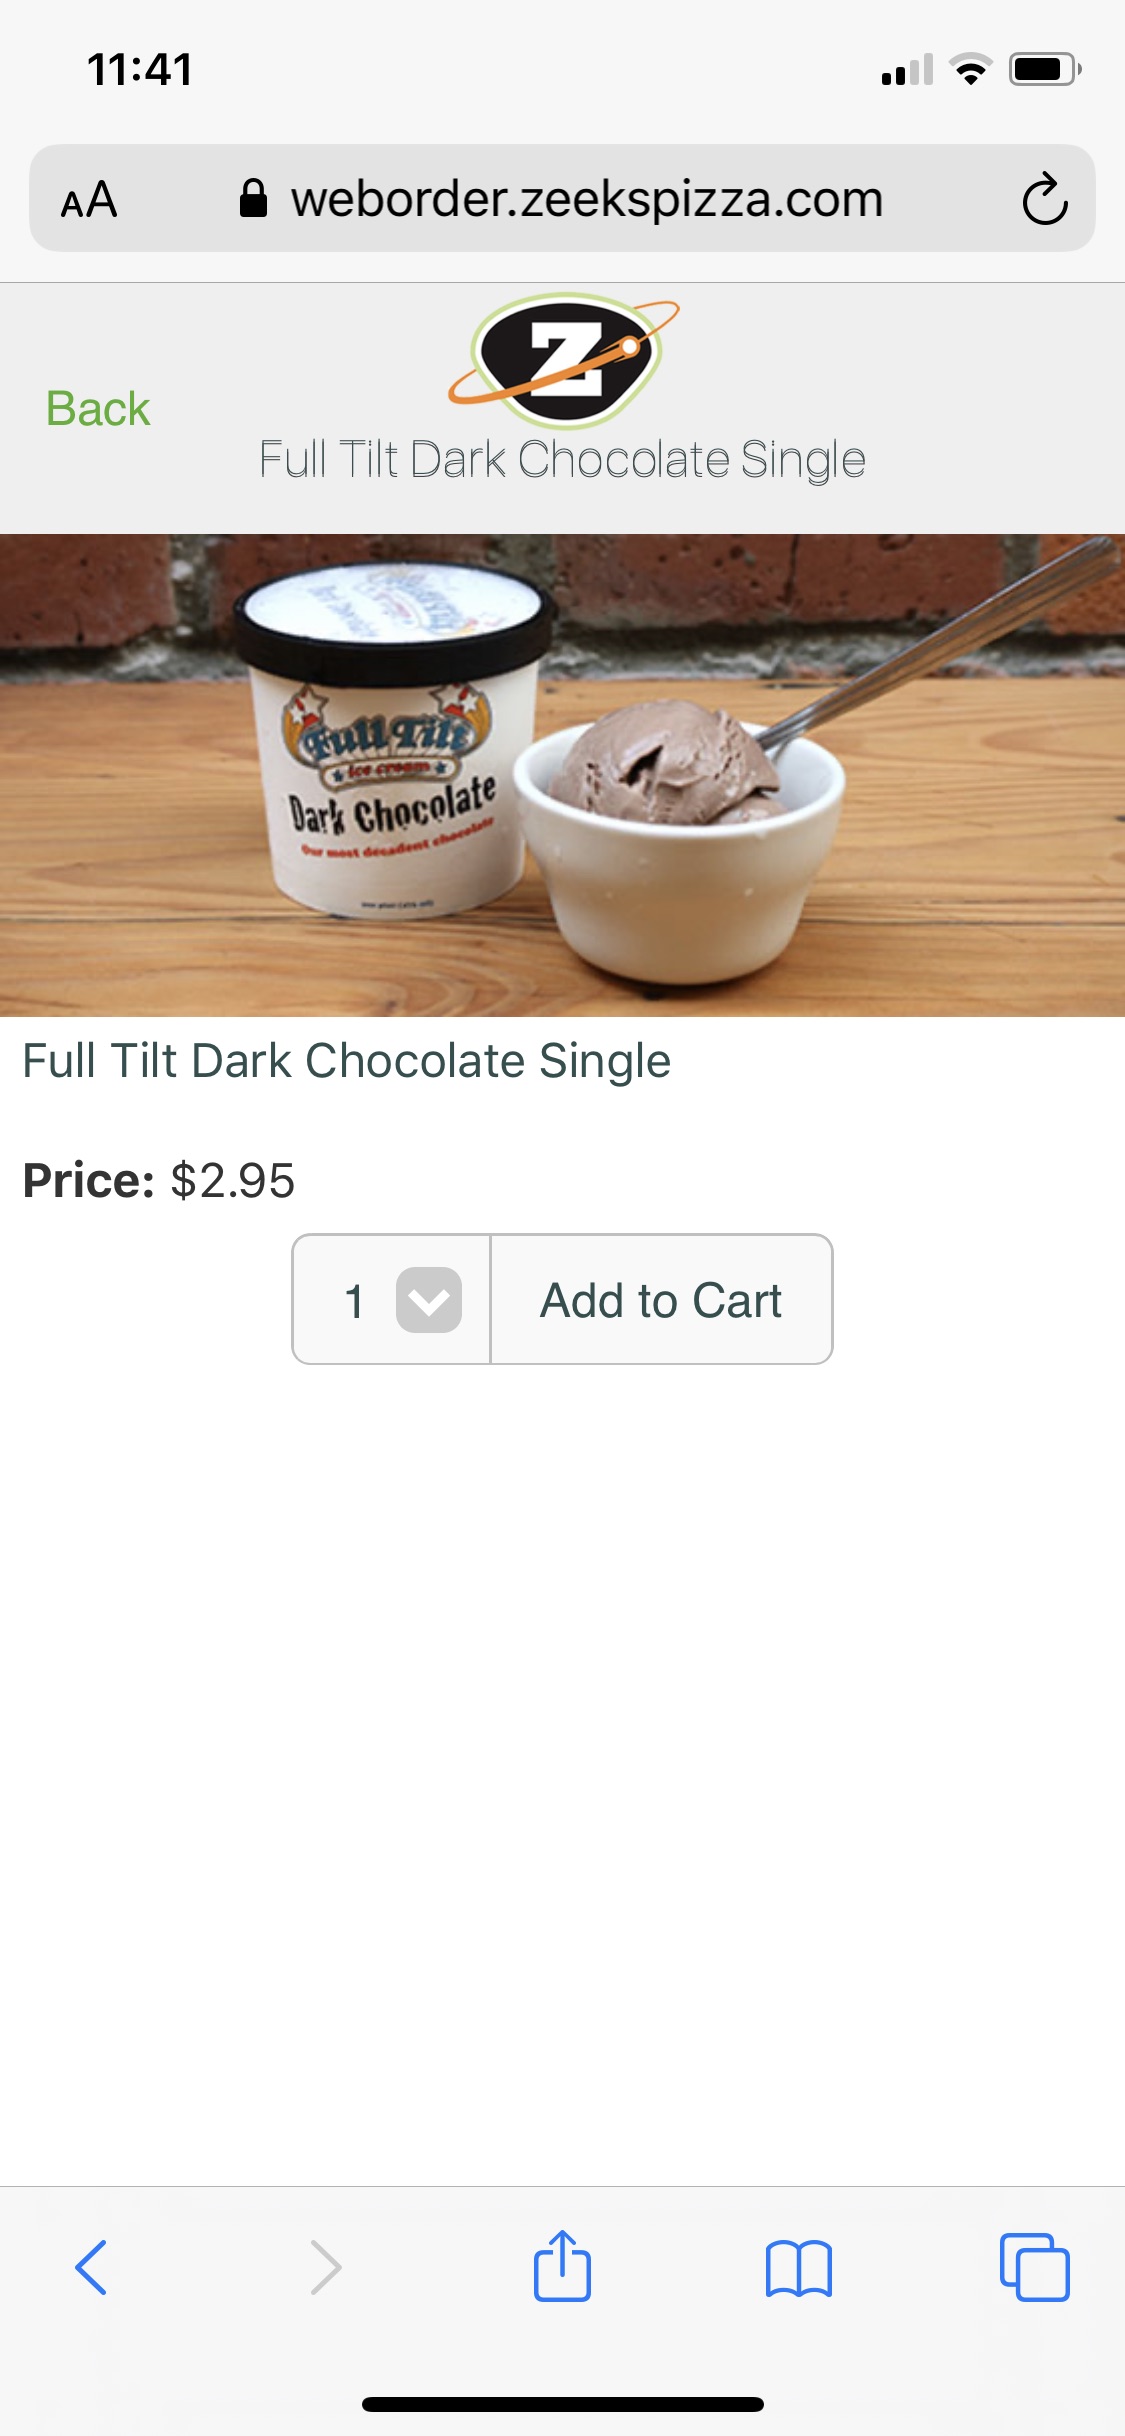 11:41
AA weborder.zeekspizza.com
Z
Back
Full Tilt Dark Chocolate Single
Full Tilt
ice cream
Dark Chocolate
Our most decadent chocolate
Full Tilt Dark Chocolate Single
Price: $2.95
1 Add to Cart